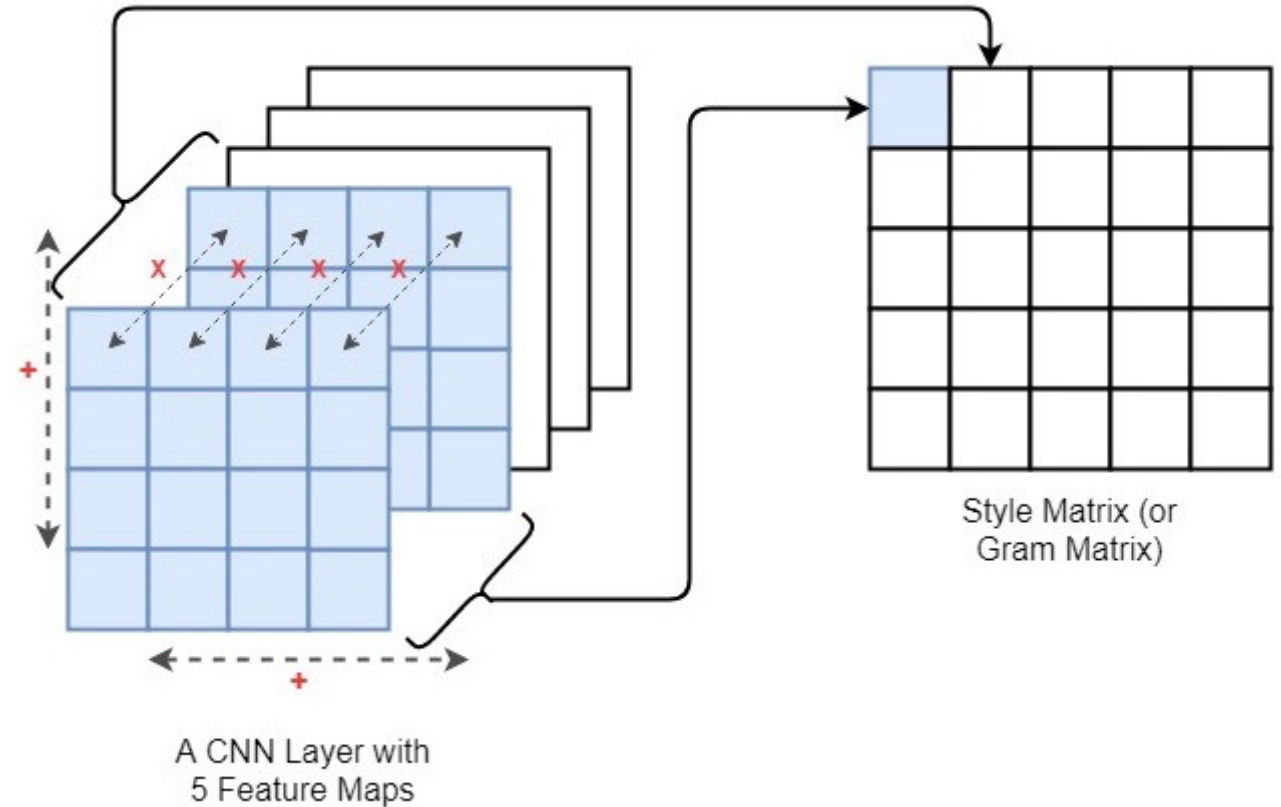 x x x x
+
+
Style Matrix (or
Gram Matrix)
A CNN Layer with
5 Feature Maps